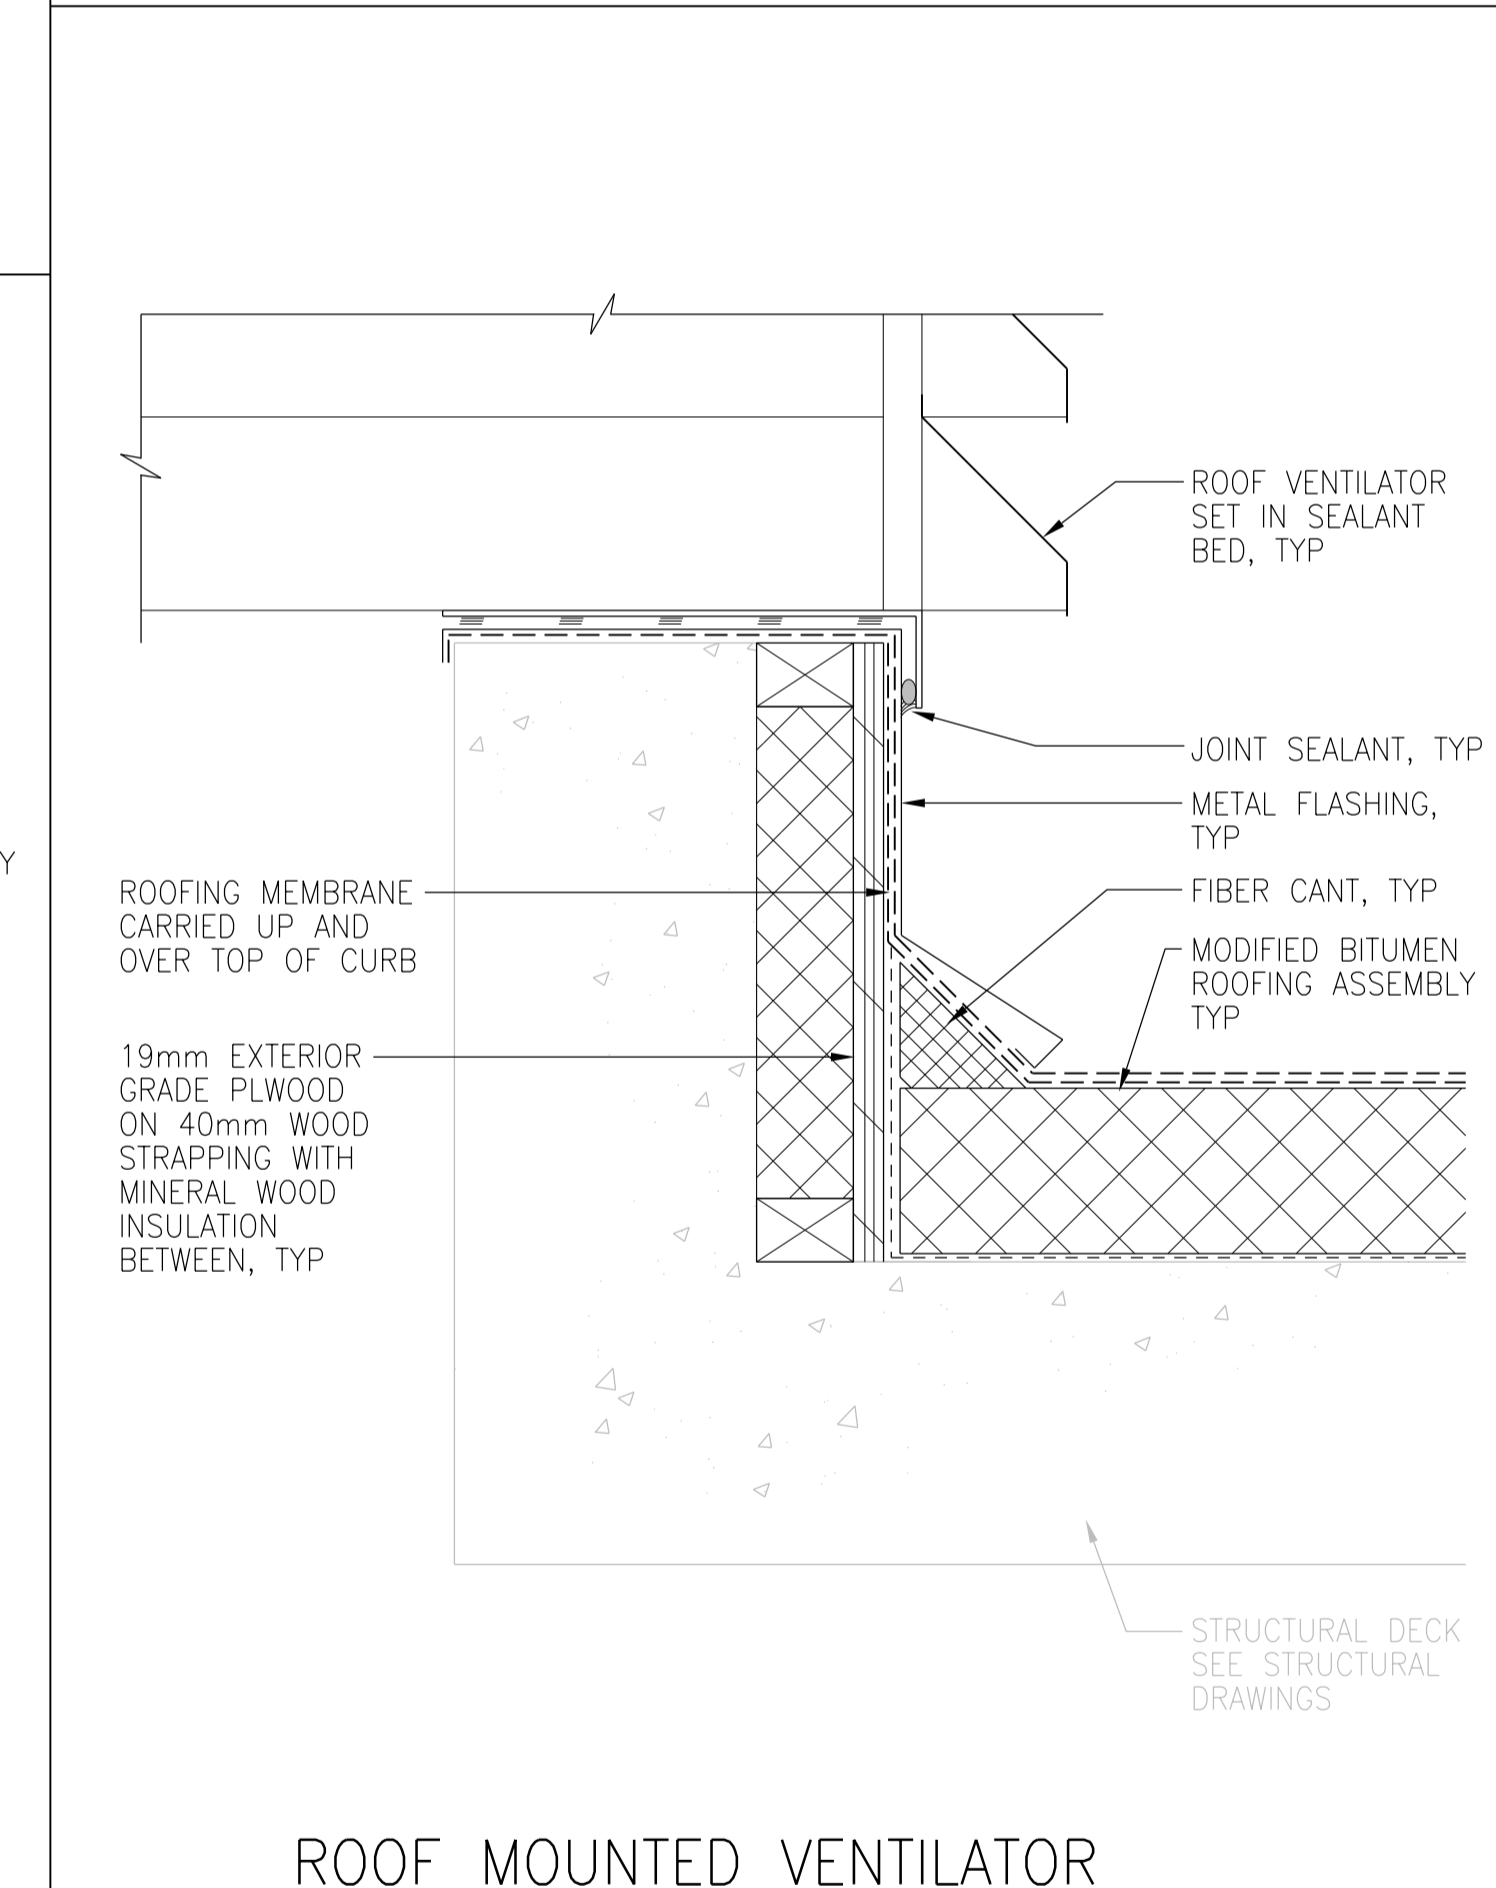 ROOF VENTILATOR
SET IN SEALANT
BED, TYP
JOINT SEALANT, TYP
METAL FLASHING,
TYP
Y
ROOFING MEMBRANE
CARRIED UP AND
OVER TOP OF CURB
FIBER CANT, TYP
MODIFIED BITUMEN
ROOFING ASSEMBLY
TYP
19mm EXTERIOR
GRADE PLWOOD
ON 40mm WOOD
STRAPPING WITH
MINERAL WOOD
INSULATION
BETWEEN, TYP
STRUCTURAL DECK
SEE STRUCTURAL
DRAWINGS
ROOF MOUNTED VENTILATOR